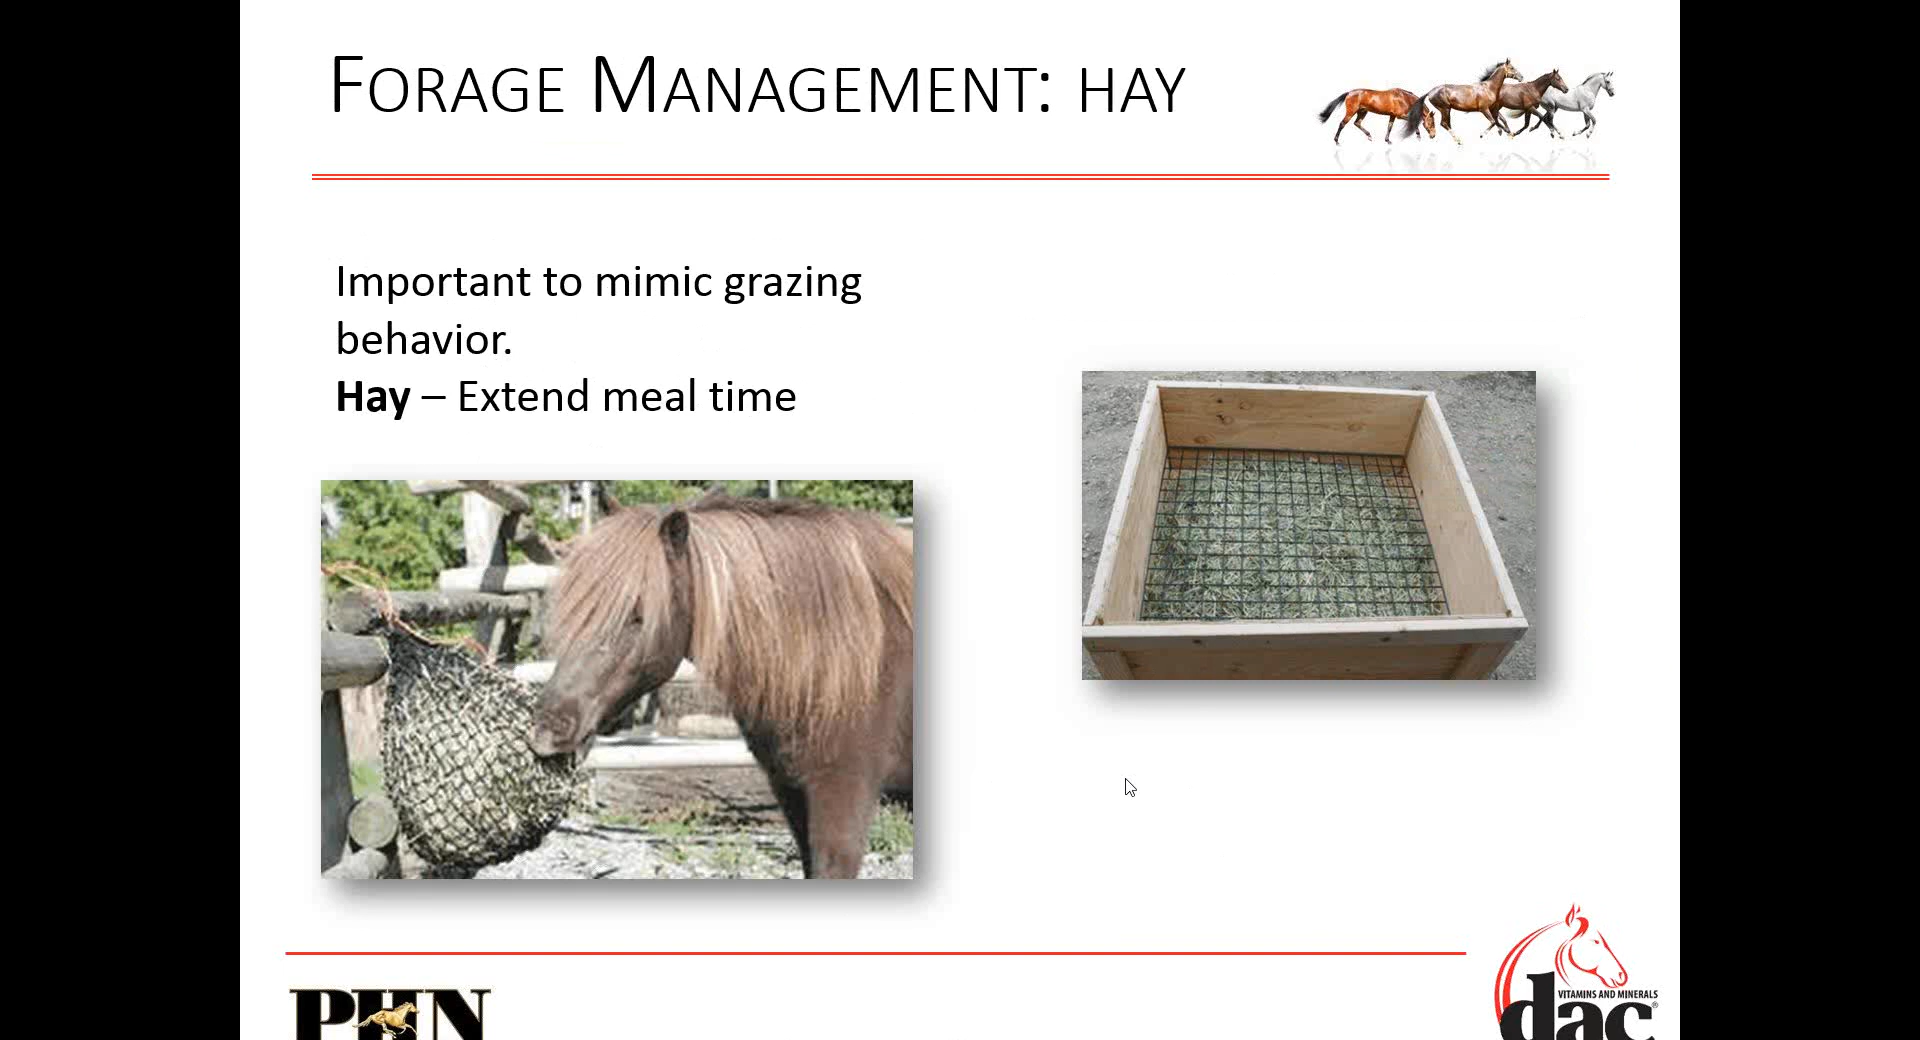 FORAGE MANAGEMENT: HAY
Important to mimic grazing
behavior.
Hay – Extend meal time
PHN
VITAMINS AND MINERALS
dac®